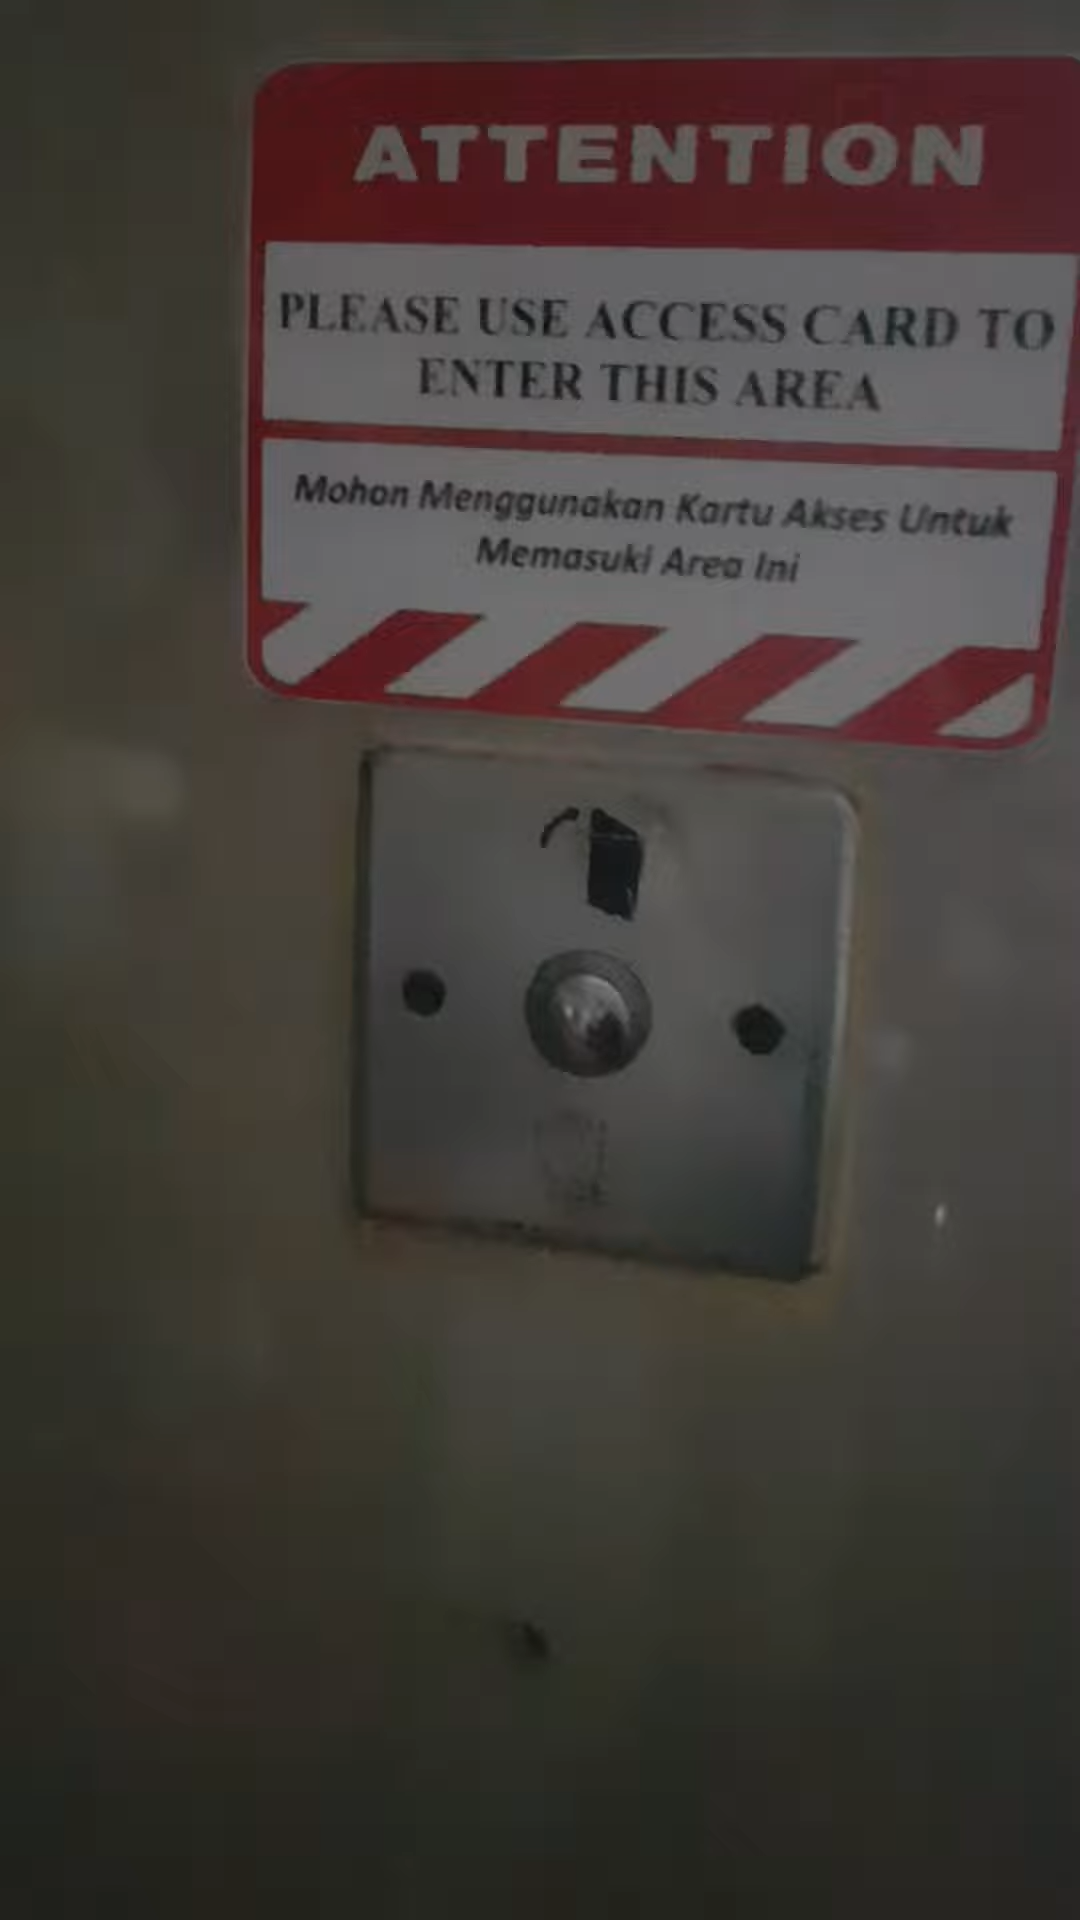 ATTENTION
PLEASE USE ACCESS CARD TO
ENTER THIS AREA
Mohon Menggunakan Kartu Akses Untuk
Memasuki Area Ini